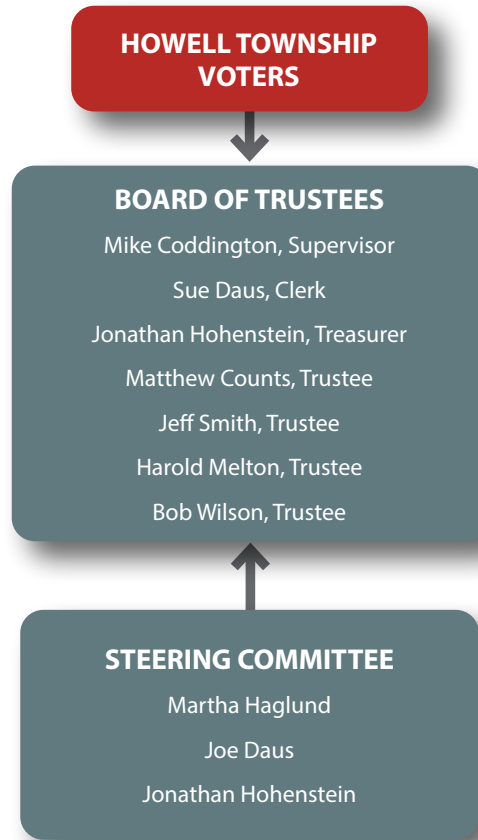 HOWELL TOWNSHIP
VOTERS
BOARD OF TRUSTEES
Mike Coddington, Supervisor
Sue Daus, Clerk
Jonathan Hohenstein, Treasurer
Matthew Counts, Trustee
Jeff Smith, Trustee
Harold Melton, Trustee
Bob Wilson, Trustee
STEERING COMMITTEE
Martha Haglund
Joe Daus
Jonathan Hohenstein